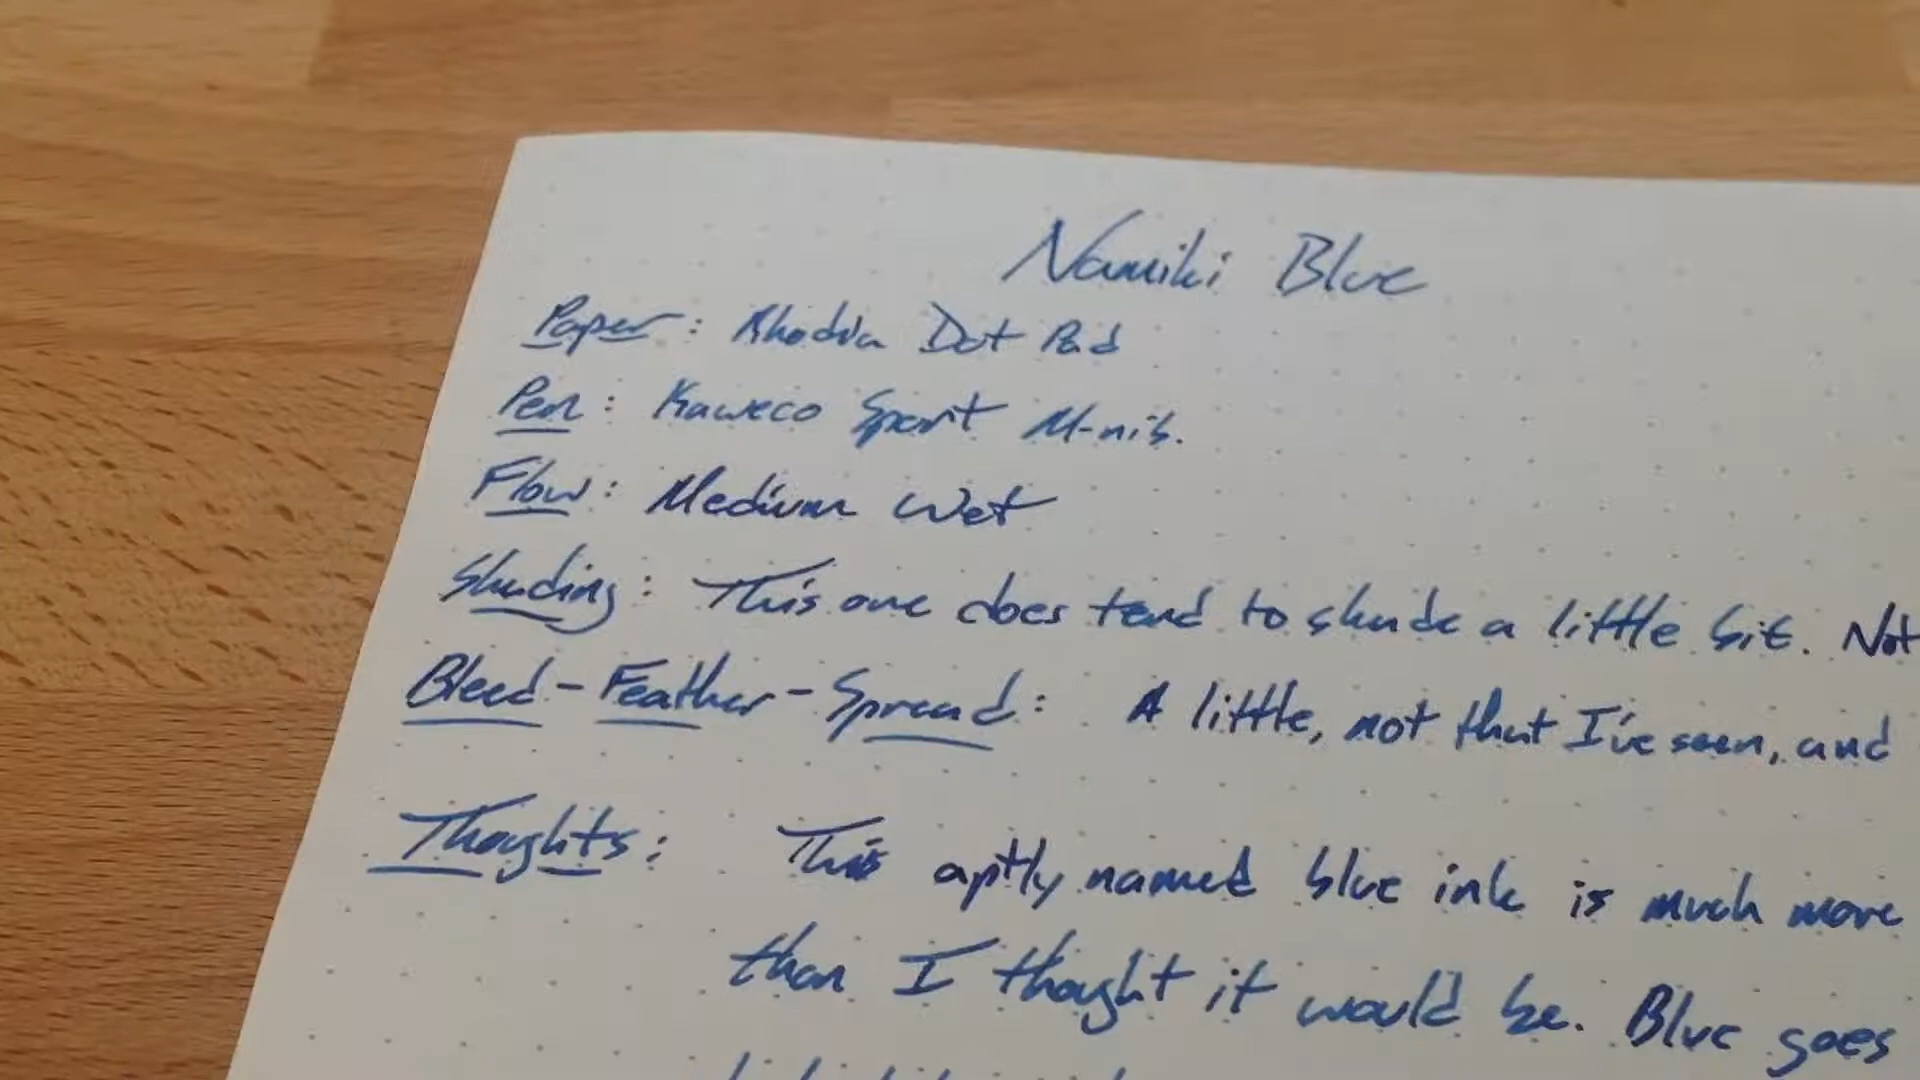 Namiki Blue
Paper: Rhodia Dot Pad
Pen: Kaweco Sport M-nib.
Flow: Medium Wet
Shading: This one does tend to shade a little bit. Not
Bleed-Feather-Spread: A little, not that I've seen, and
Thoughts: This aptly named blue ink is much more
than I thought it would be. Blue goes